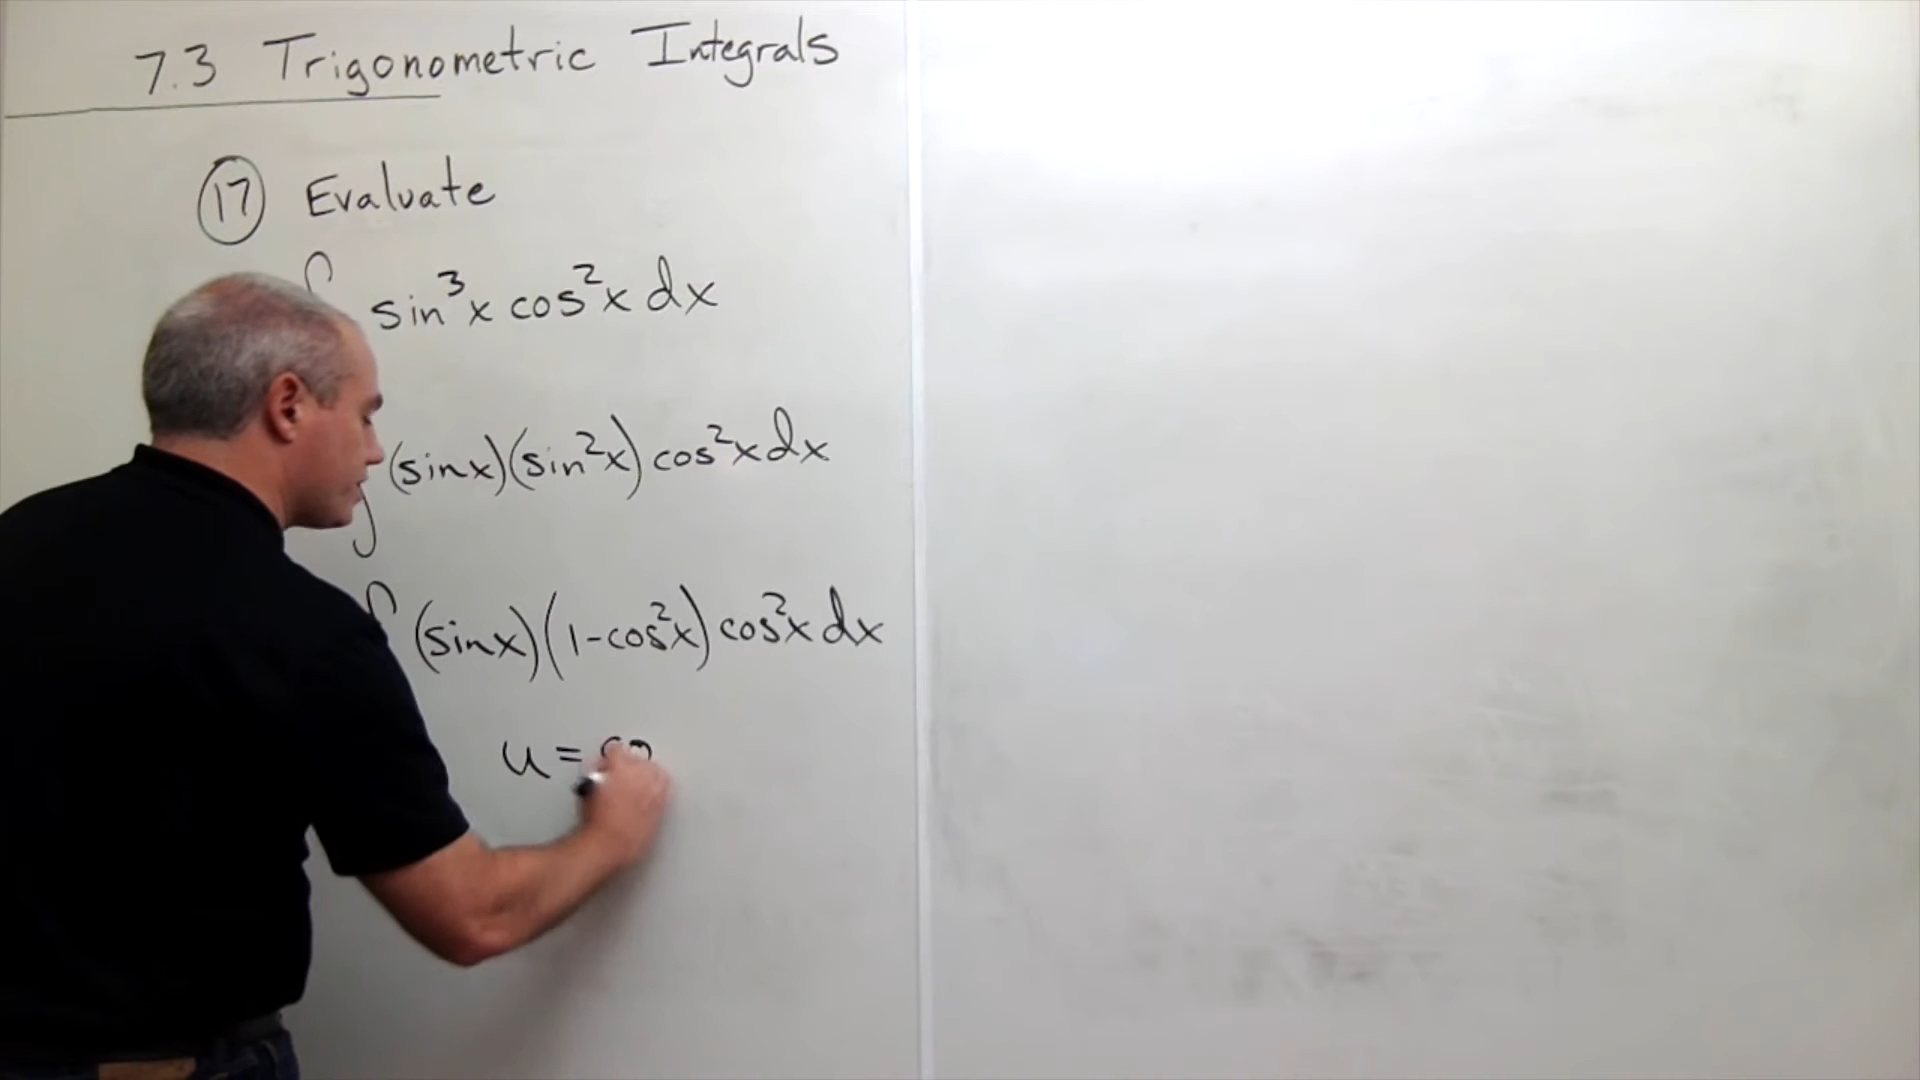 7.3 Trigonometric Integrals
17 Evaluate
∫ sin³x cos²x dx
∫ (sinx)(sin²x) cos²x dx
∫ (sinx)(1-cos²x) cos²x dx
u = co